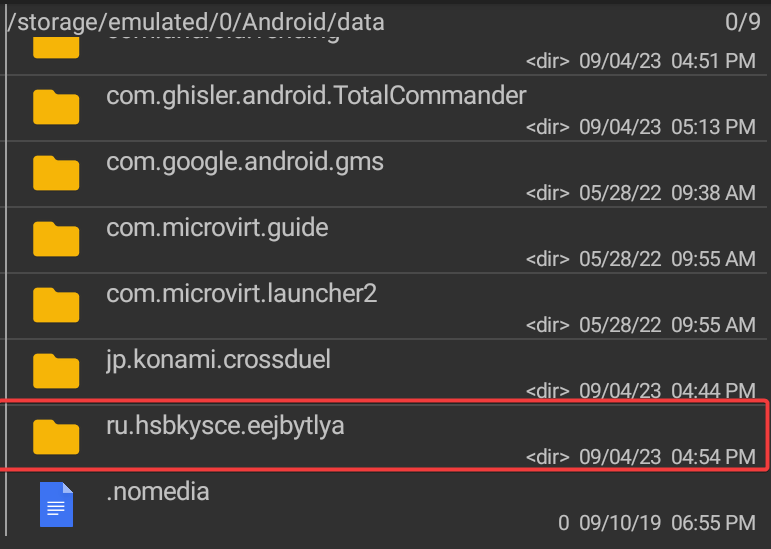 /storage/emulated/0/Android/data 0/9
<dir> 09/04/23 04:51 PM
com.ghisler.android.TotalCommander
<dir> 09/04/23 05:13 PM
com.google.android.gms
<dir> 05/28/22 09:38 AM
com.microvirt.guide
<dir> 05/28/22 09:55 AM
com.microvirt.launcher2
<dir> 05/28/22 09:55 AM
jp.konami.crossduel
<dir> 09/04/23 04:44 PM
ru.hsbkysce.eejbytlya
<dir> 09/04/23 04:54 PM
.nomedia
0 09/10/19 06:55 PM